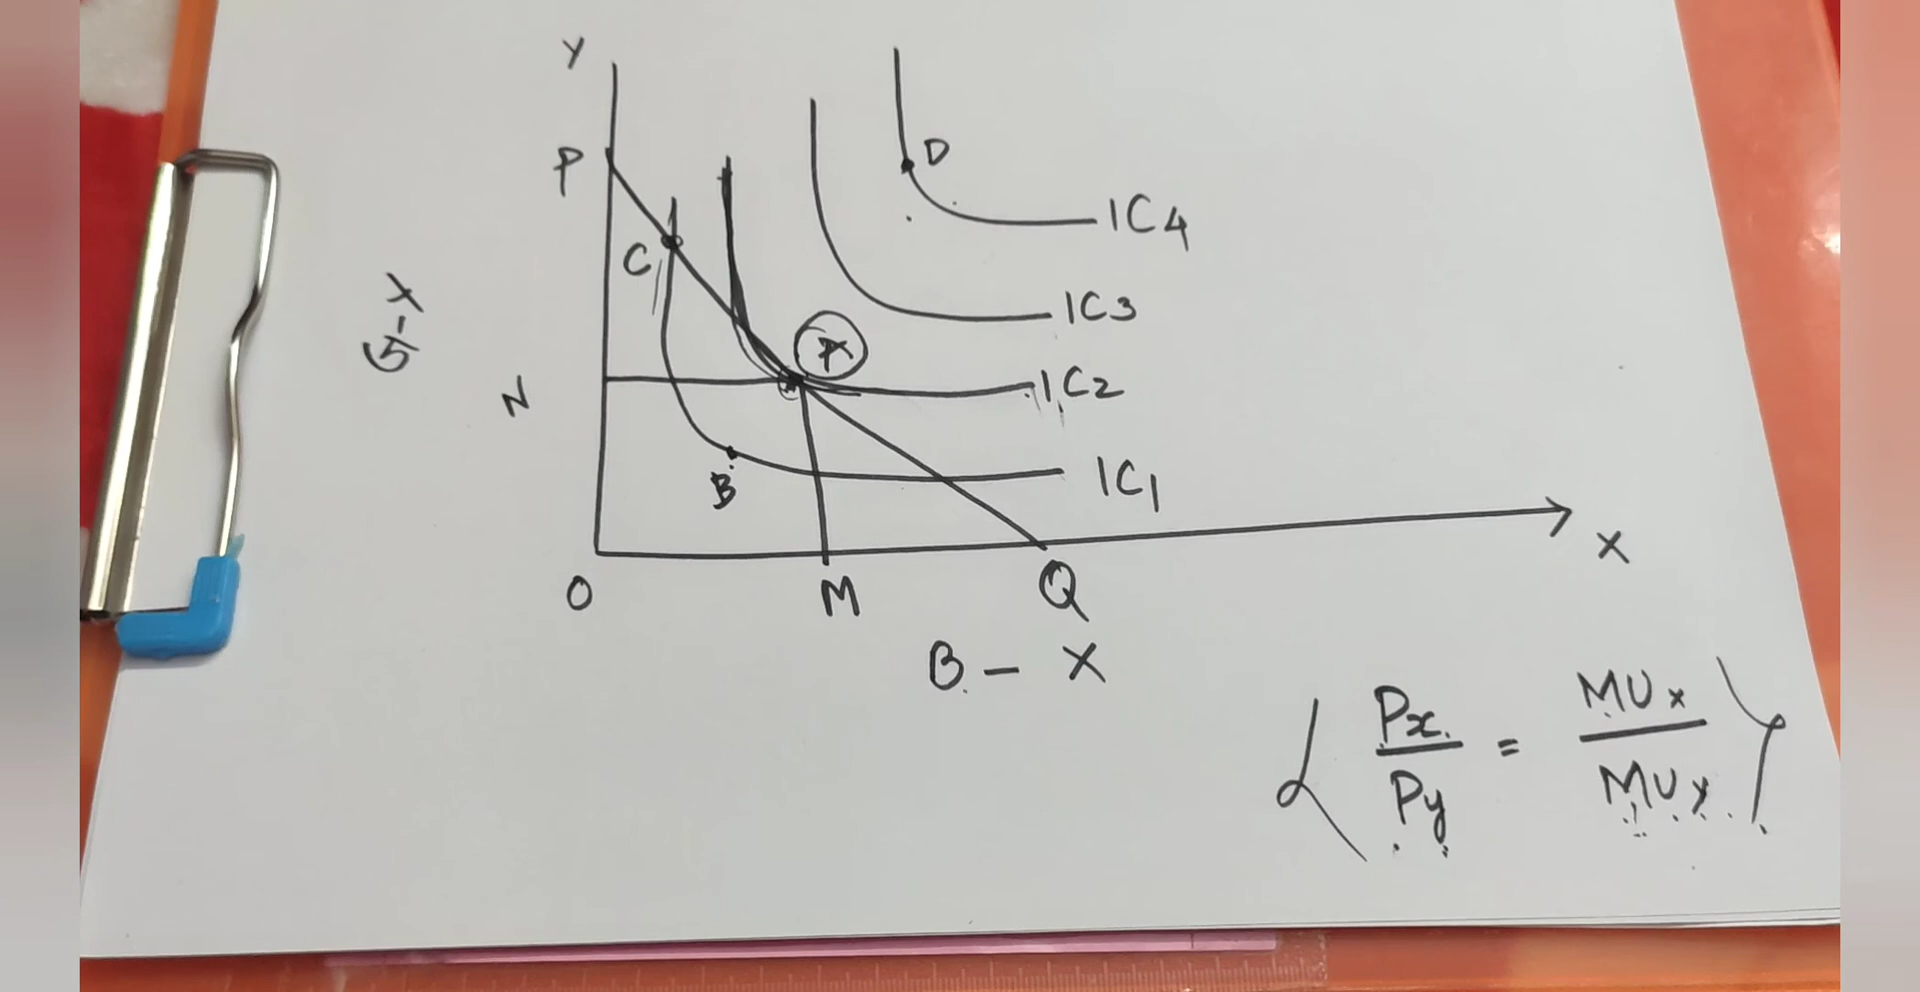 Y
P
D
C
IC4
A
IC3
N
IC2
B
IC1
O
M
Q
X
B - X
Px / Py = MUx / MUy